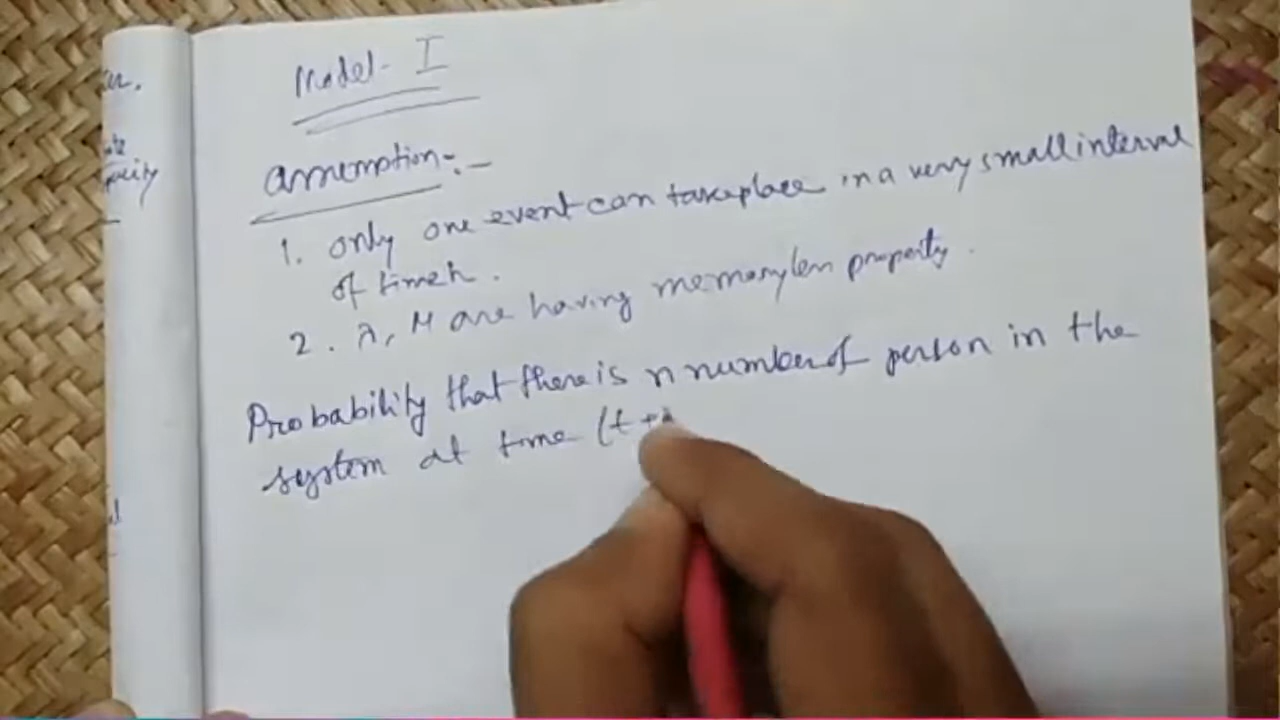 Model - I
Assumption:-
1. Only one event can take place in a very small interval
of time h.
2. λ, M are having memoryless property.
Probability that there is n number of person in the
system at time (t +